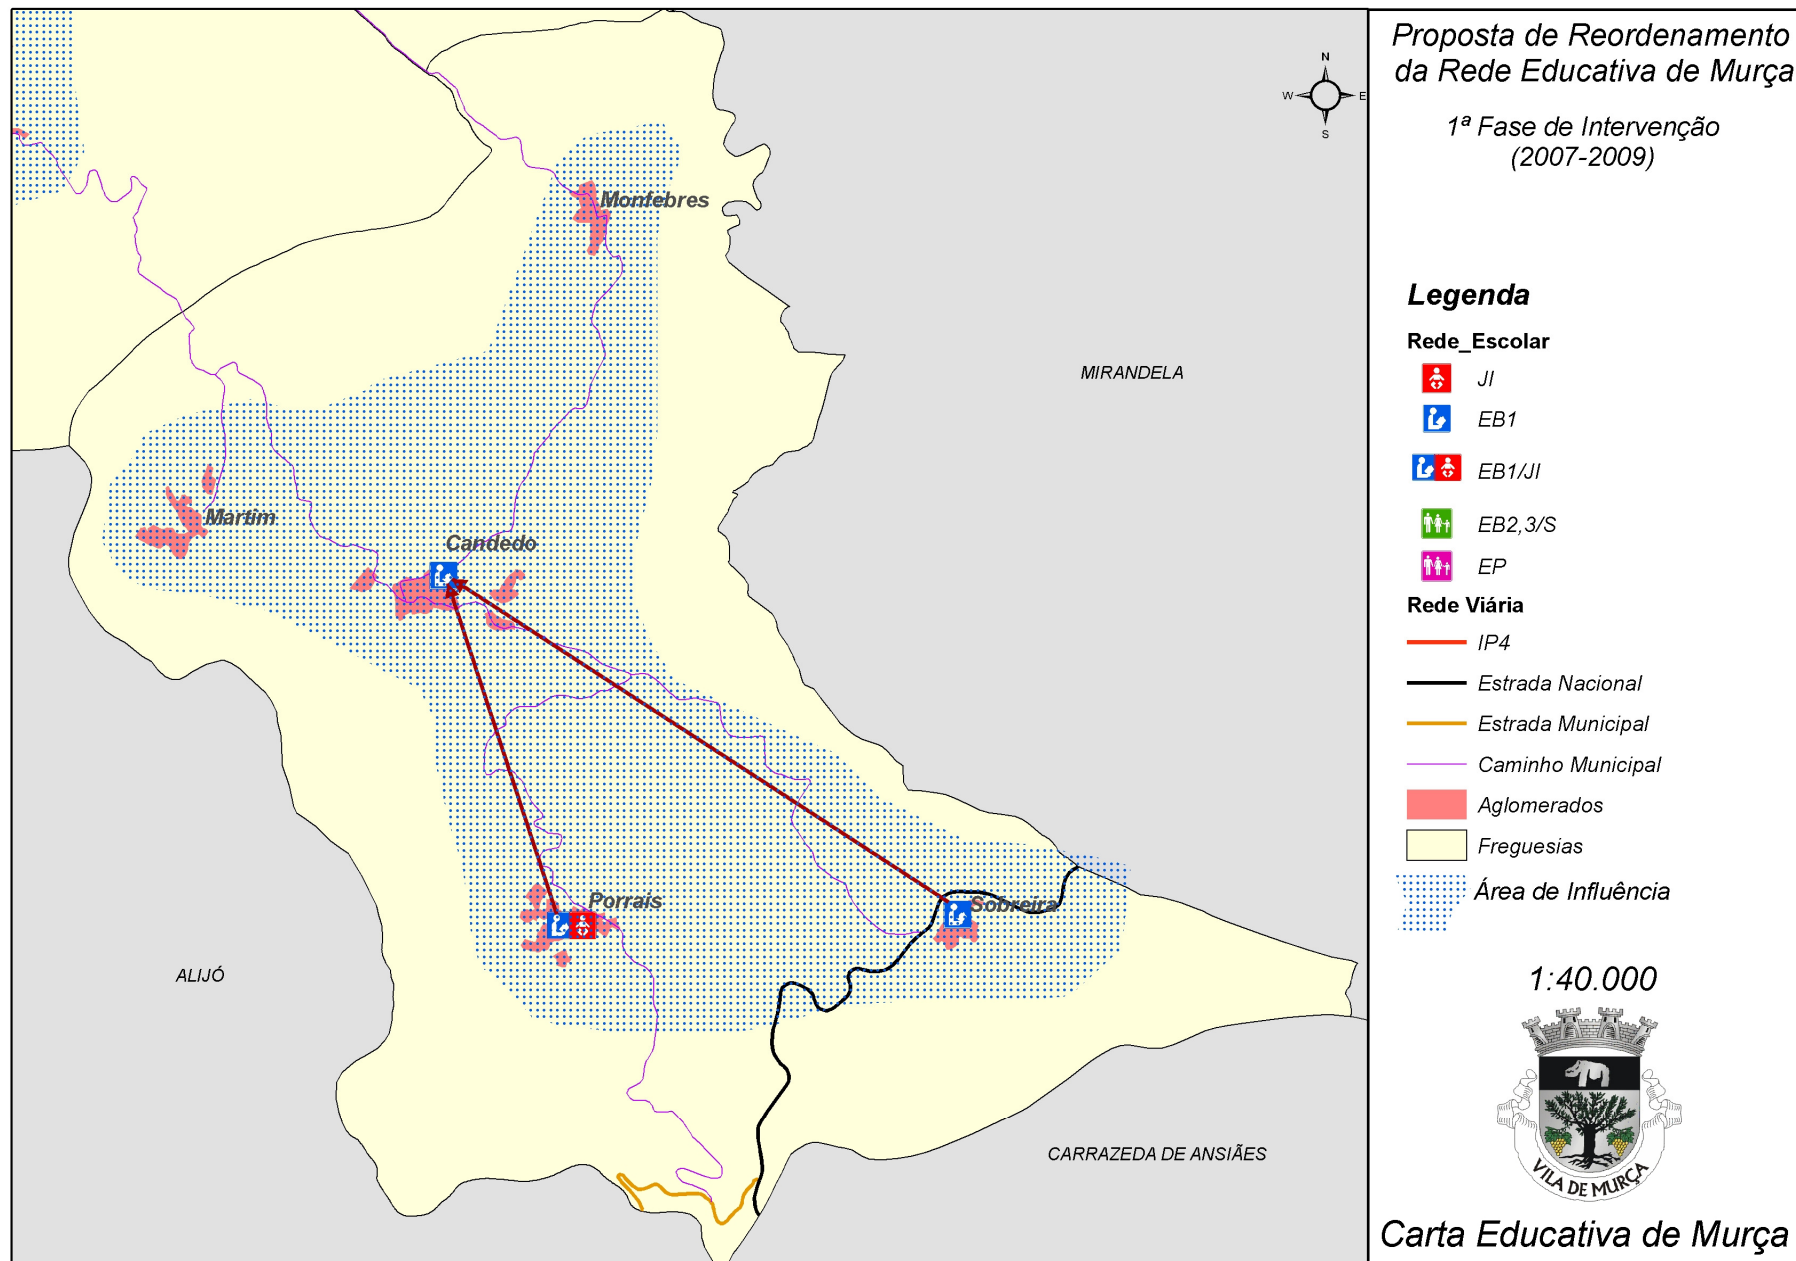 Proposta de Reordenamento
da Rede Educativa de Murça
1ª Fase de Intervenção
(2007-2009)
N
W
E
S
Monfebres
MIRANDELA
Martim
Candedo
Porrais
Sobreira
ALIJÓ
CARRAZEDA DE ANSIÃES
Legenda
Rede_Escolar
JI
EB1
EB1/JI
EB2,3/S
EP
Rede Viária
IP4
Estrada Nacional
Estrada Municipal
Caminho Municipal
Aglomerados
Freguesias
Área de Influência
1:40.000
VILA DE MURÇA
Carta Educativa de Murça